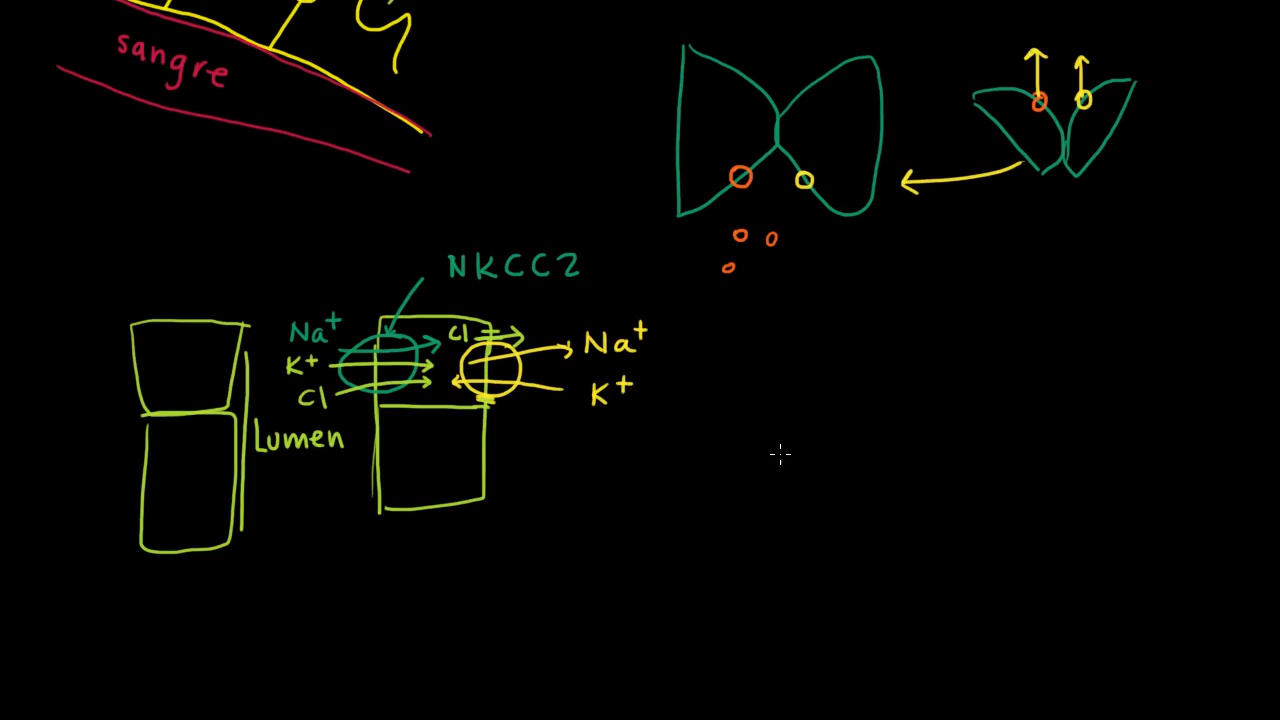 sangre
NKCC2
Na+
K+
Cl
Cl
Na+
K+
Lumen